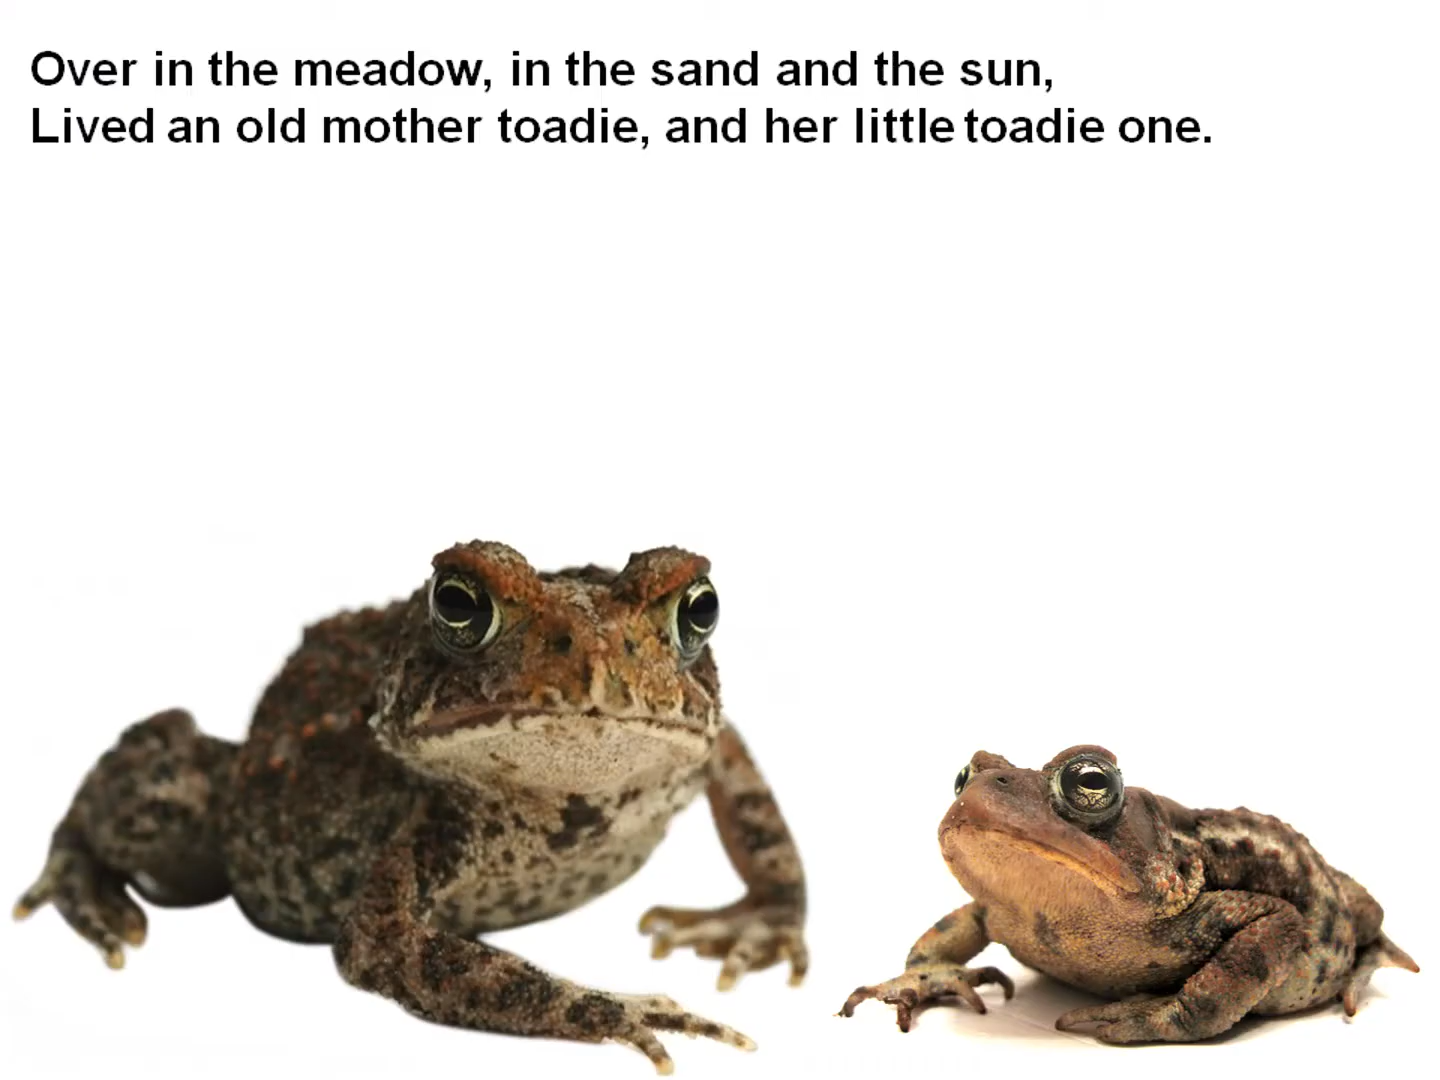 Over in the meadow, in the sand and the sun,
Lived an old mother toadie, and her little toadie one.